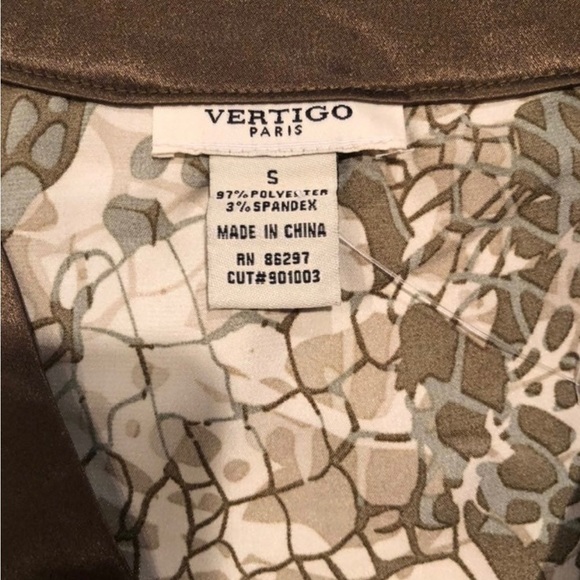 VERTIGO
PARIS
S
97% POLYESTER
3% SPANDEX
MADE IN CHINA
RN 86297
CUT#901003